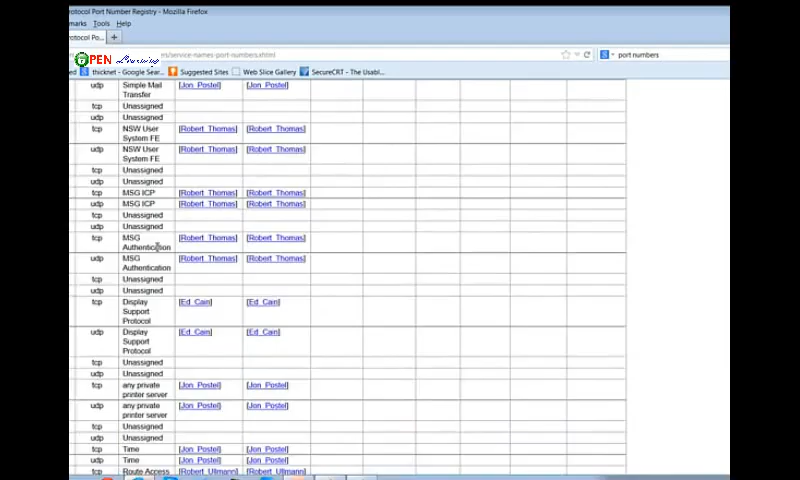 rotocol Port Number Registry - Mozilla Firefox
marks Tools Help
rotocol Po... +
OPEN Learning
/service-names-port-numbers.xhtml
port numbers
thicknet - Google Sear... Suggested Sites Web Slice Gallery SecureCRT - The Usabl...
udp Simple Mail Transfer [Jon_Postel] [Jon_Postel]
tcp Unassigned
udp Unassigned
tcp NSW User System FE [Robert_Thomas] [Robert_Thomas]
udp NSW User System FE [Robert_Thomas] [Robert_Thomas]
tcp Unassigned
udp Unassigned
tcp MSG ICP [Robert_Thomas] [Robert_Thomas]
udp MSG ICP [Robert_Thomas] [Robert_Thomas]
tcp Unassigned
udp Unassigned
tcp MSG Authentication [Robert_Thomas] [Robert_Thomas]
udp MSG Authentication [Robert_Thomas] [Robert_Thomas]
tcp Unassigned
udp Unassigned
tcp Display Support Protocol [Ed_Cain] [Ed_Cain]
udp Display Support Protocol [Ed_Cain] [Ed_Cain]
tcp Unassigned
udp Unassigned
tcp any private printer server [Jon_Postel] [Jon_Postel]
udp any private printer server [Jon_Postel] [Jon_Postel]
tcp Unassigned
udp Unassigned
tcp Time [Jon_Postel] [Jon_Postel]
udp Time [Jon_Postel] [Jon_Postel]
tcp Route Access [Robert_Ullmann] [Robert_Ullmann]